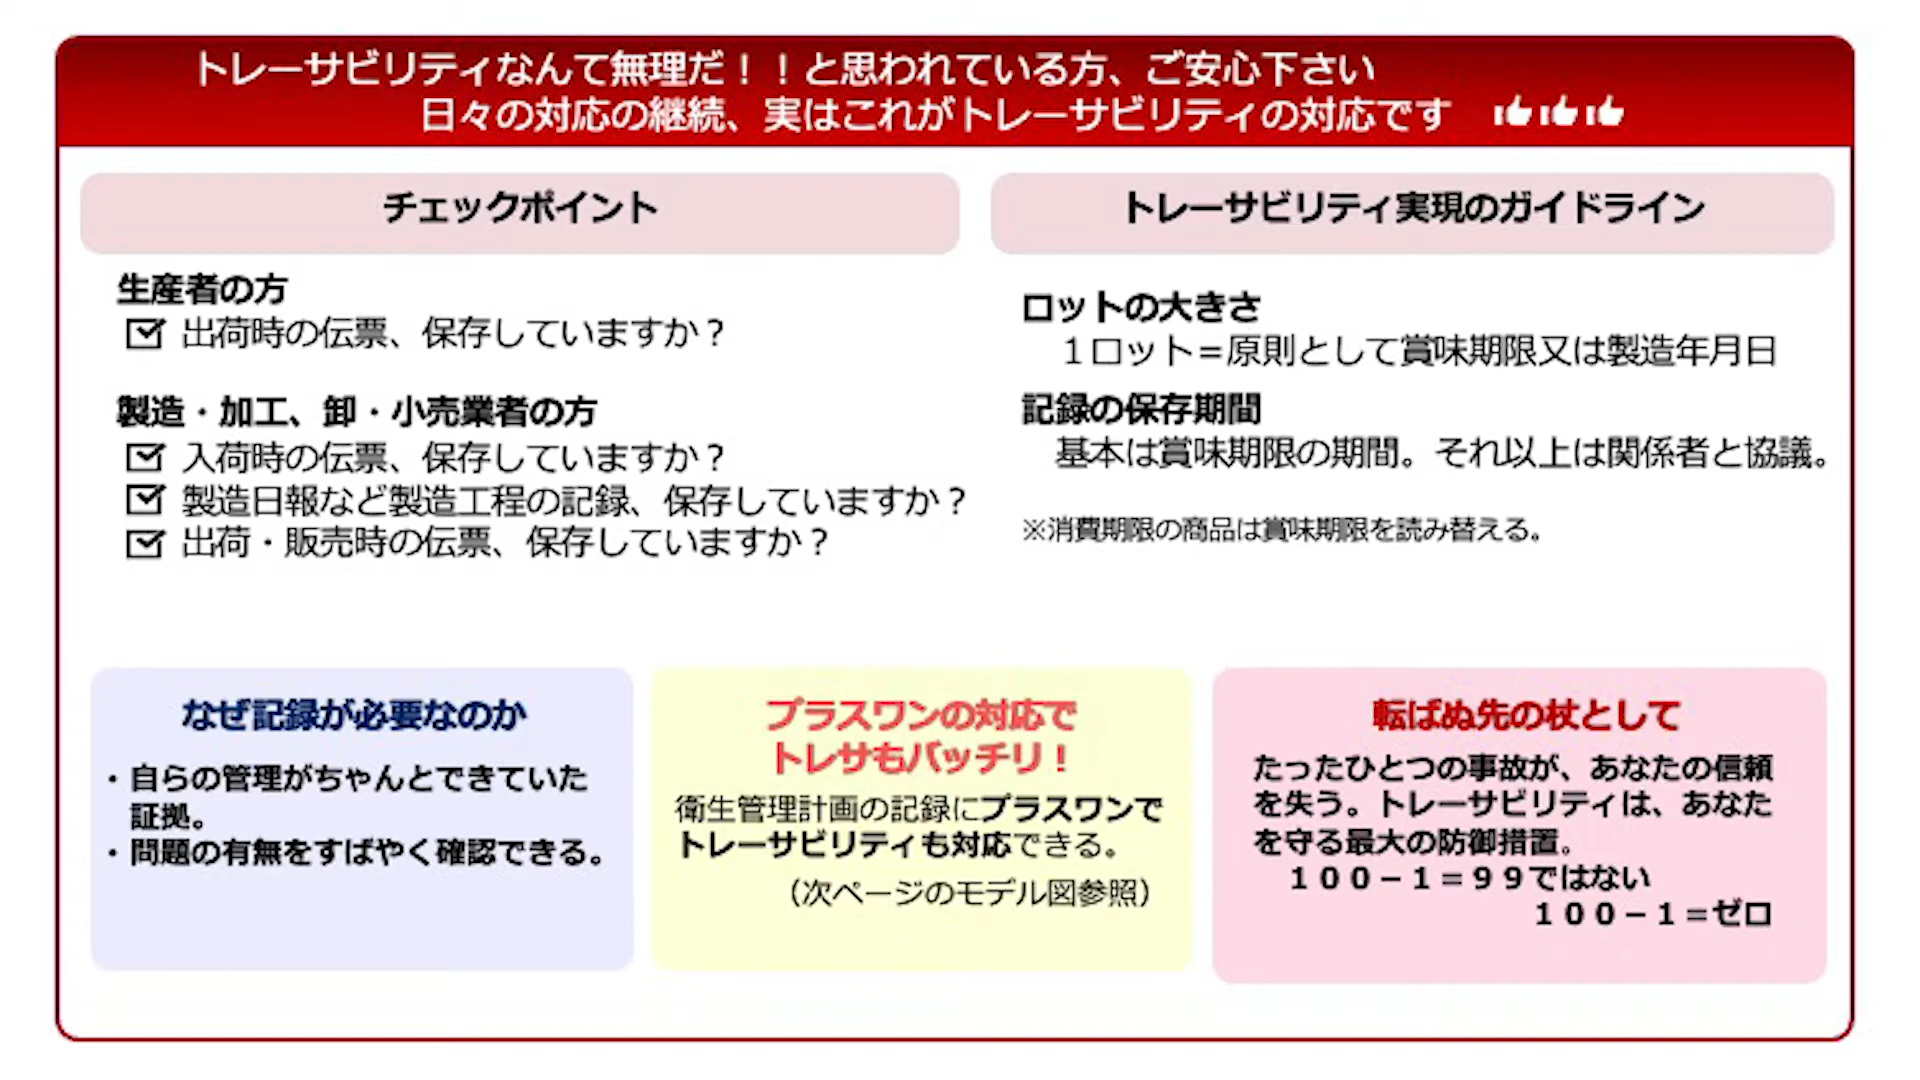 トレーサビリティなんて無理だ！！と思われている方、ご安心下さい
日々の対応の継続、実はこれがトレーサビリティの対応です
チェックポイント
生産者の方
出荷時の伝票、保存していますか？
製造・加工、卸・小売業者の方
入荷時の伝票、保存していますか？
製造日報など製造工程の記録、保存していますか？
出荷・販売時の伝票、保存していますか？
トレーサビリティ実現のガイドライン
ロットの大きさ
１ロット＝原則として賞味期限又は製造年月日
記録の保存期間
基本は賞味期限の期間。それ以上は関係者と協議。
※消費期限の商品は賞味期限を読み替える。
なぜ記録が必要なのか
・自らの管理がちゃんとできていた
証拠。
・問題の有無をすばやく確認できる。
プラスワンの対応で
トレサもバッチリ！
衛生管理計画の記録にプラスワンで
トレーサビリティも対応できる。
（次ページのモデル図参照）
転ばぬ先の杖として
たったひとつの事故が、あなたの信頼
を失う。トレーサビリティは、あなた
を守る最大の防御措置。
１００－１＝９９ではない
１００－１＝ゼロ